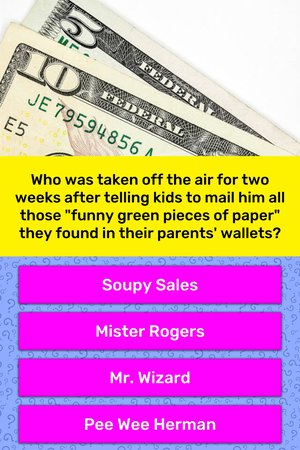 5
FEDERAL
10
FEDERAL
JE 79594856 A
E5
Who was taken off the air for two
weeks after telling kids to mail him all
those "funny green pieces of paper"
they found in their parents' wallets?
Soupy Sales
Mister Rogers
Mr. Wizard
Pee Wee Herman